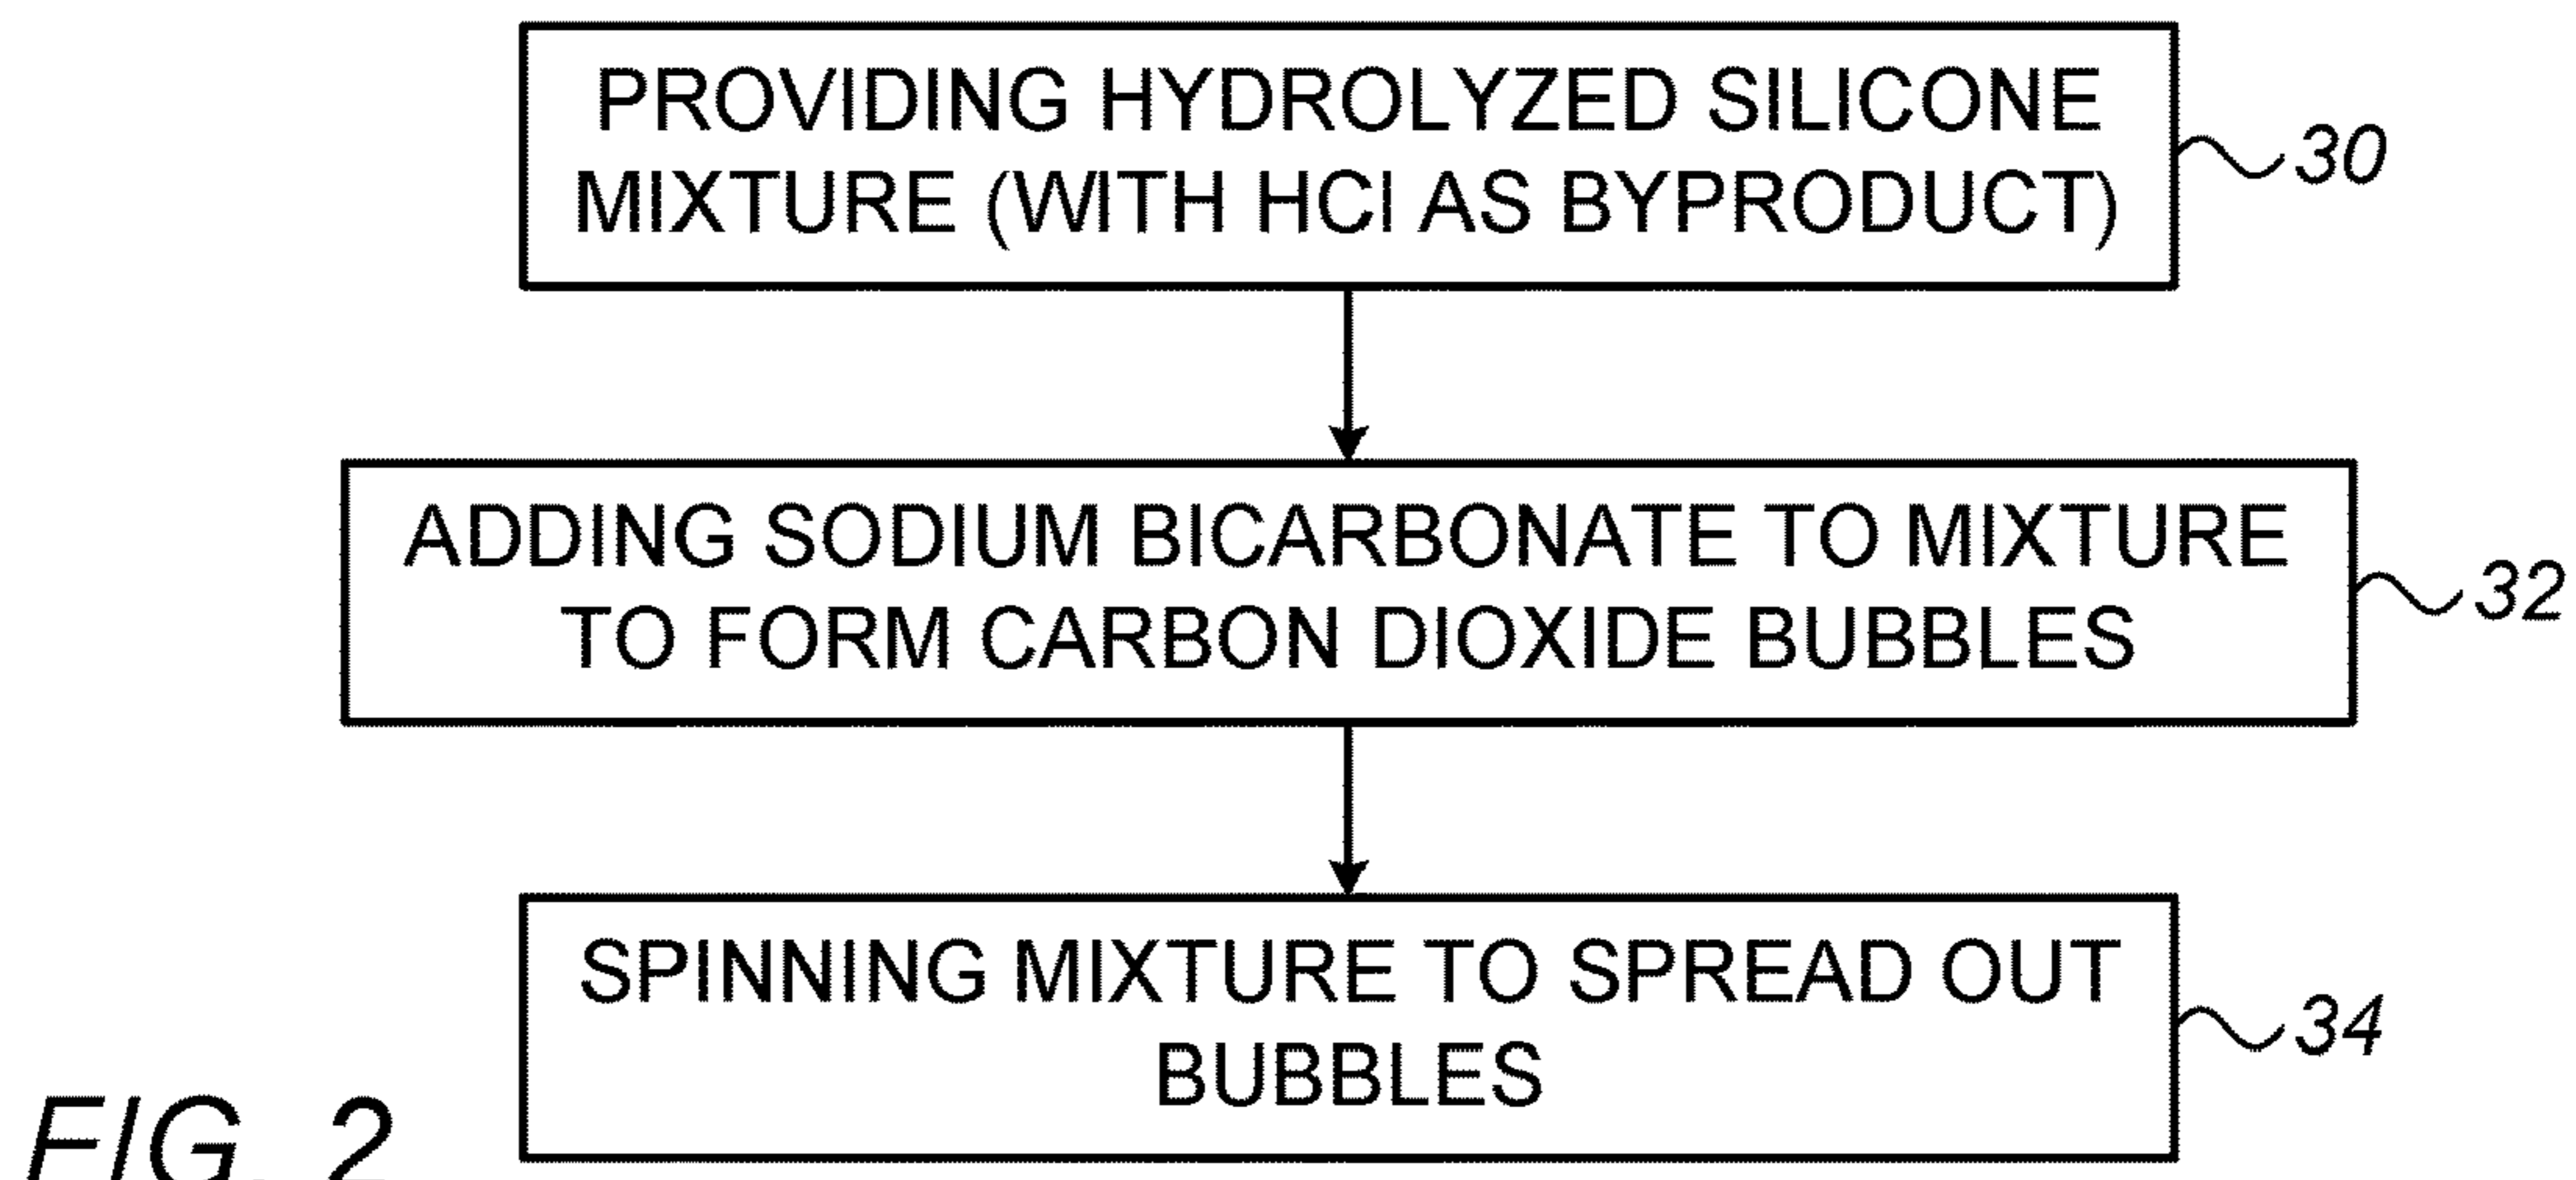 PROVIDING HYDROLYZED SILICONE
MIXTURE (WITH HCl AS BYPRODUCT)
30
ADDING SODIUM BICARBONATE TO MIXTURE
TO FORM CARBON DIOXIDE BUBBLES
32
SPINNING MIXTURE TO SPREAD OUT
BUBBLES
34
FIG. 2